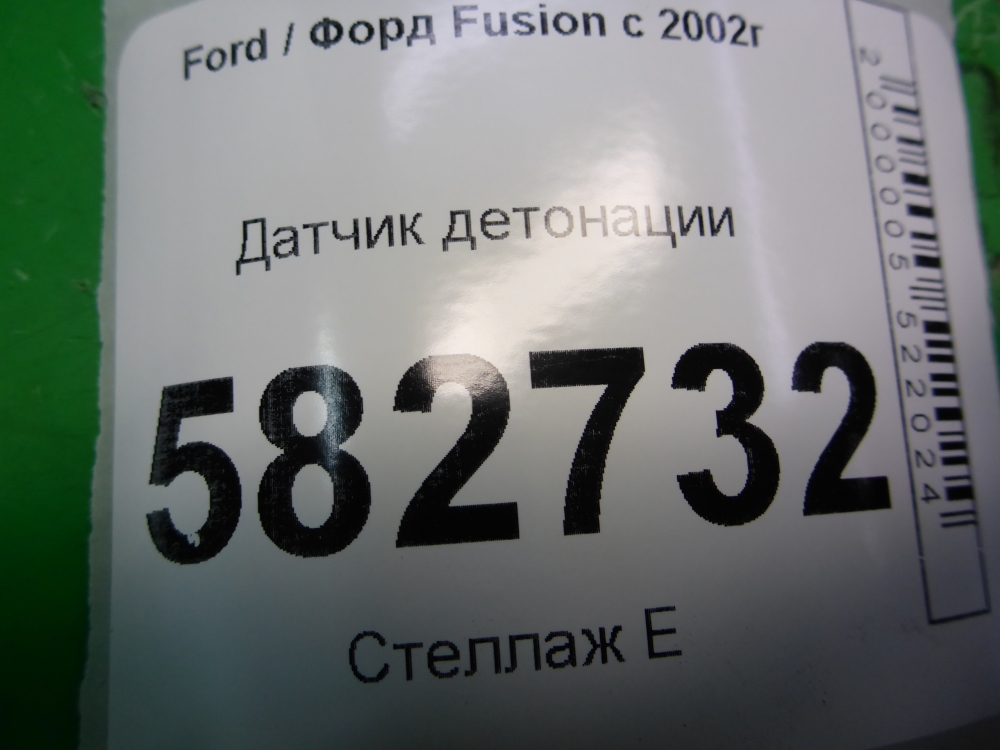 Ford / Форд Fusion с 2002г
Датчик детонации
582732
Стеллаж Е
2000005522024